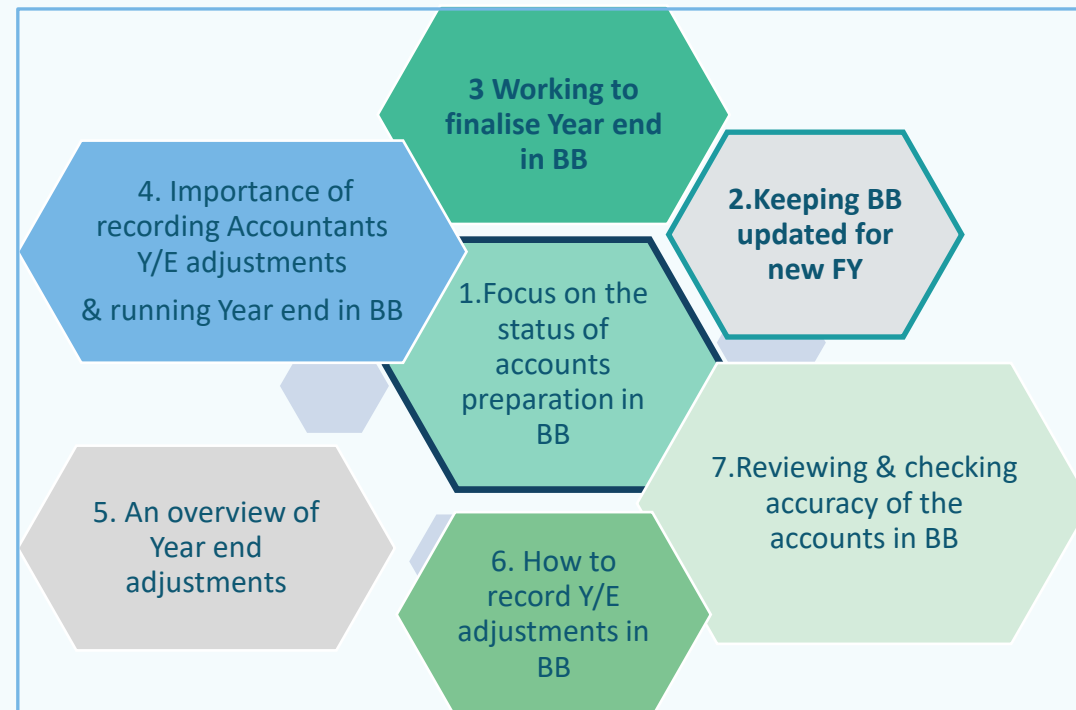 3 Working to
finalise Year end
in BB
4. Importance of
recording Accountants
Y/E adjustments
& running Year end in BB
2.Keeping BB
updated for
new FY
1.Focus on the
status of
accounts
preparation in
BB
7.Reviewing & checking
accuracy of the
accounts in BB
5. An overview of
Year end
adjustments
6. How to
record Y/E
adjustments in
BB